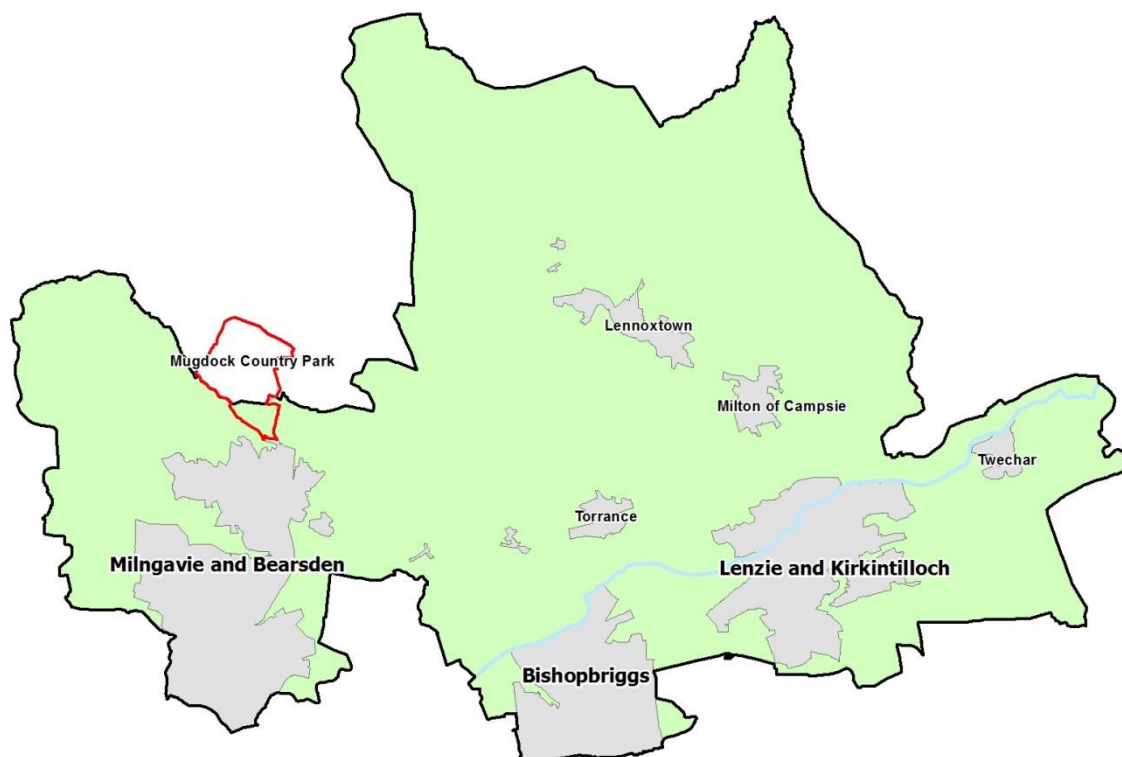 Lennoxtown
Mugdock Country Park
Milton of Campsie
Twechar
Torrance
Milngavie and Bearsden
Lenzie and Kirkintilloch
Bishopbriggs